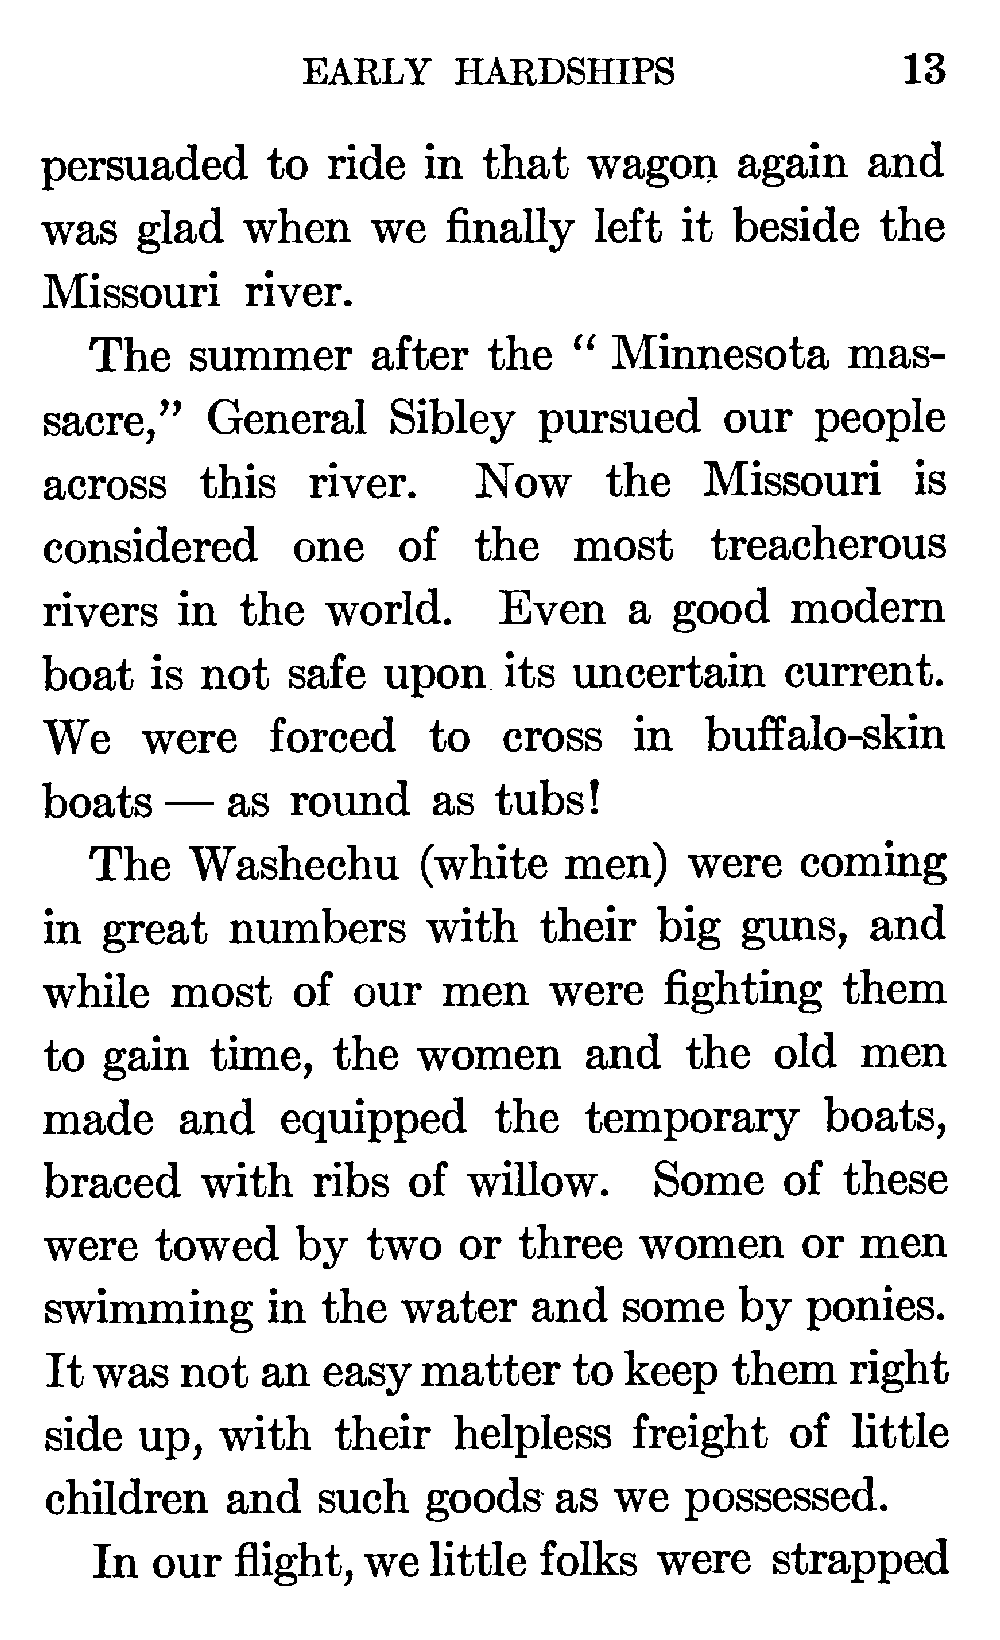 EARLY HARDSHIPS 13
persuaded to ride in that wagon again and
was glad when we finally left it beside the
Missouri river.
The summer after the “ Minnesota mas-
sacre,” General Sibley pursued our people
across this river. Now the Missouri is
considered one of the most treacherous
rivers in the world. Even a good modern
boat is not safe upon its uncertain current.
We were forced to cross in buffalo-skin
boats — as round as tubs!
The Washechu (white men) were coming
in great numbers with their big guns, and
while most of our men were fighting them
to gain time, the women and the old men
made and equipped the temporary boats,
braced with ribs of willow. Some of these
were towed by two or three women or men
swimming in the water and some by ponies.
It was not an easy matter to keep them right
side up, with their helpless freight of little
children and such goods as we possessed.
In our flight, we little folks were strapped